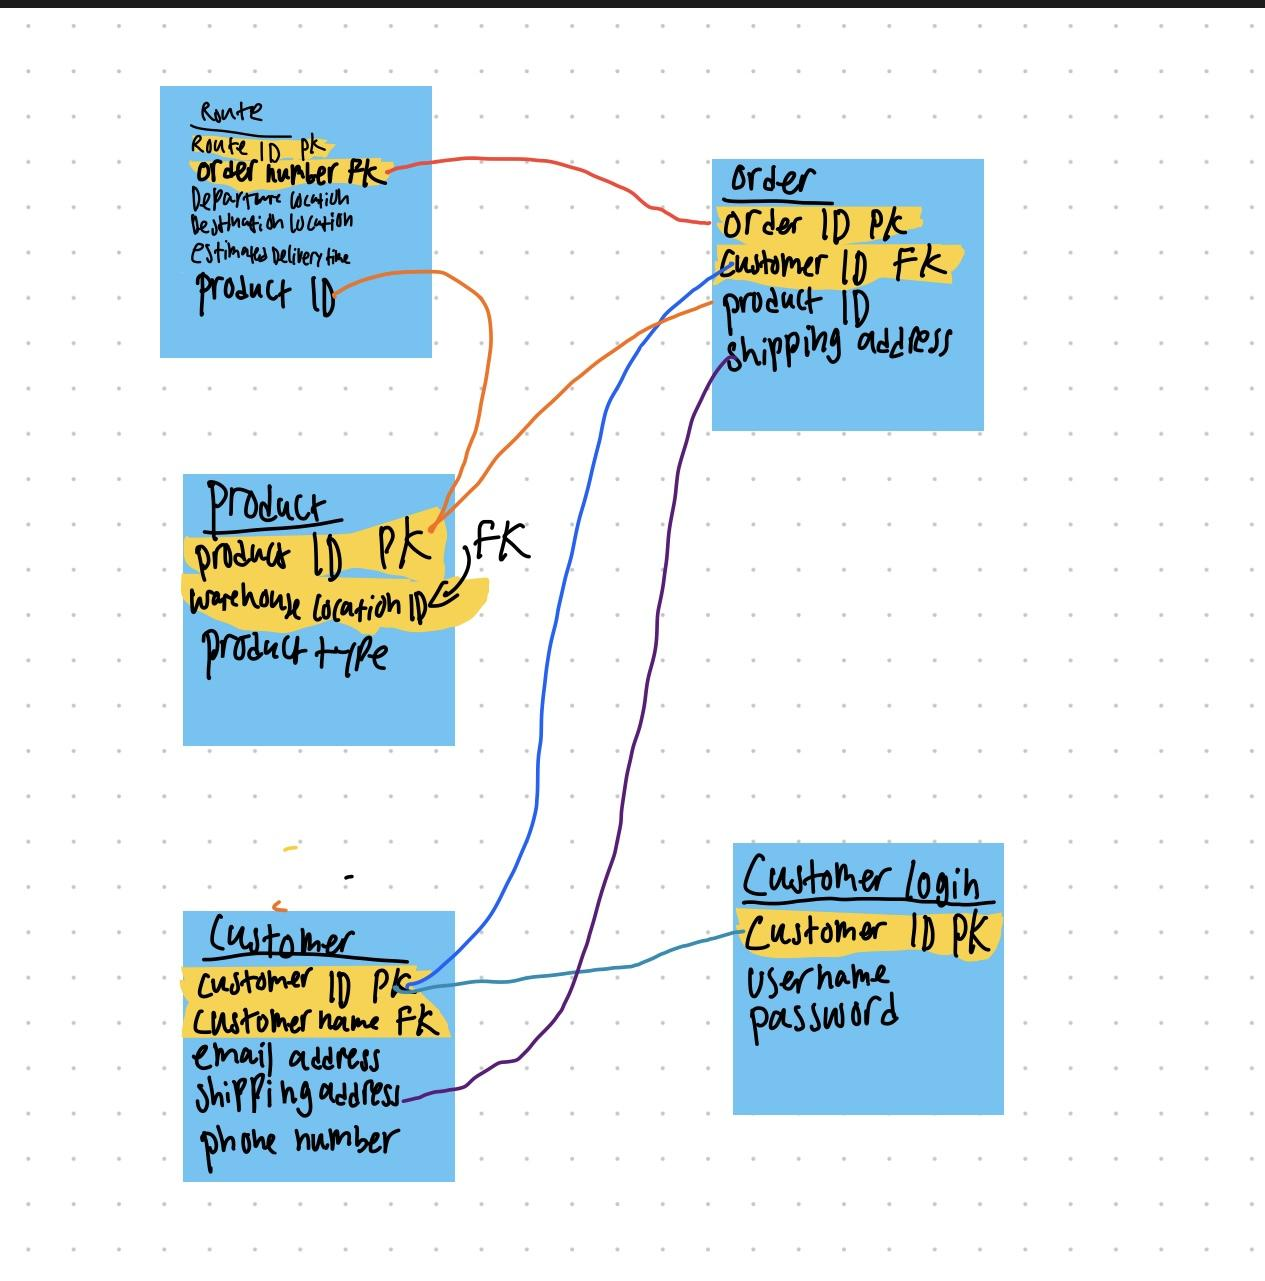 Route
Route ID pk
order number FK
Departure Location
Destination Location
Estimated Delivery time
product ID
order
order ID pk
Customer ID FK
product ID
shipping address
product
product ID pk
FK
warehouse location ID
product type
Customer
customer ID pk
Customer name FK
email address
shipping address
phone number
Customer login
Customer ID PK
username
password